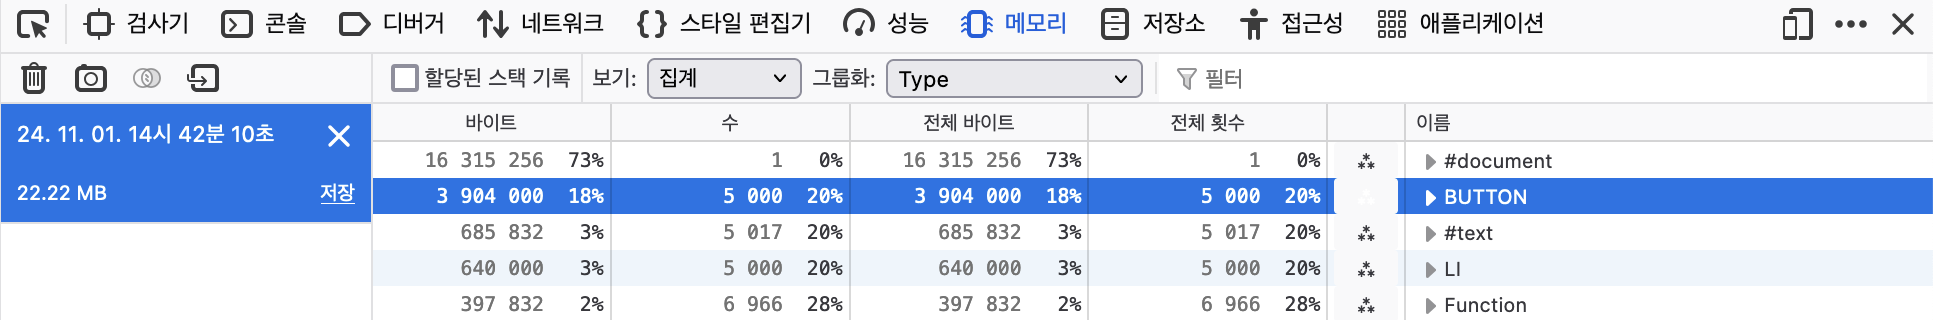 검사기 콘솔 디버거 네트워크 스타일 편집기 성능 메모리 저장소 접근성 애플리케이션
할당된 스택 기록 보기: 집계 그룹화: Type 필터
24. 11. 01. 14시 42분 10초
22.22 MB 저장
바이트 수 전체 바이트 전체 횟수 이름
16 315 256 73% 1 0% 16 315 256 73% 1 0% #document
3 904 000 18% 5 000 20% 3 904 000 18% 5 000 20% BUTTON
685 832 3% 5 017 20% 685 832 3% 5 017 20% #text
640 000 3% 5 000 20% 640 000 3% 5 000 20% LI
397 832 2% 6 966 28% 397 832 2% 6 966 28% Function